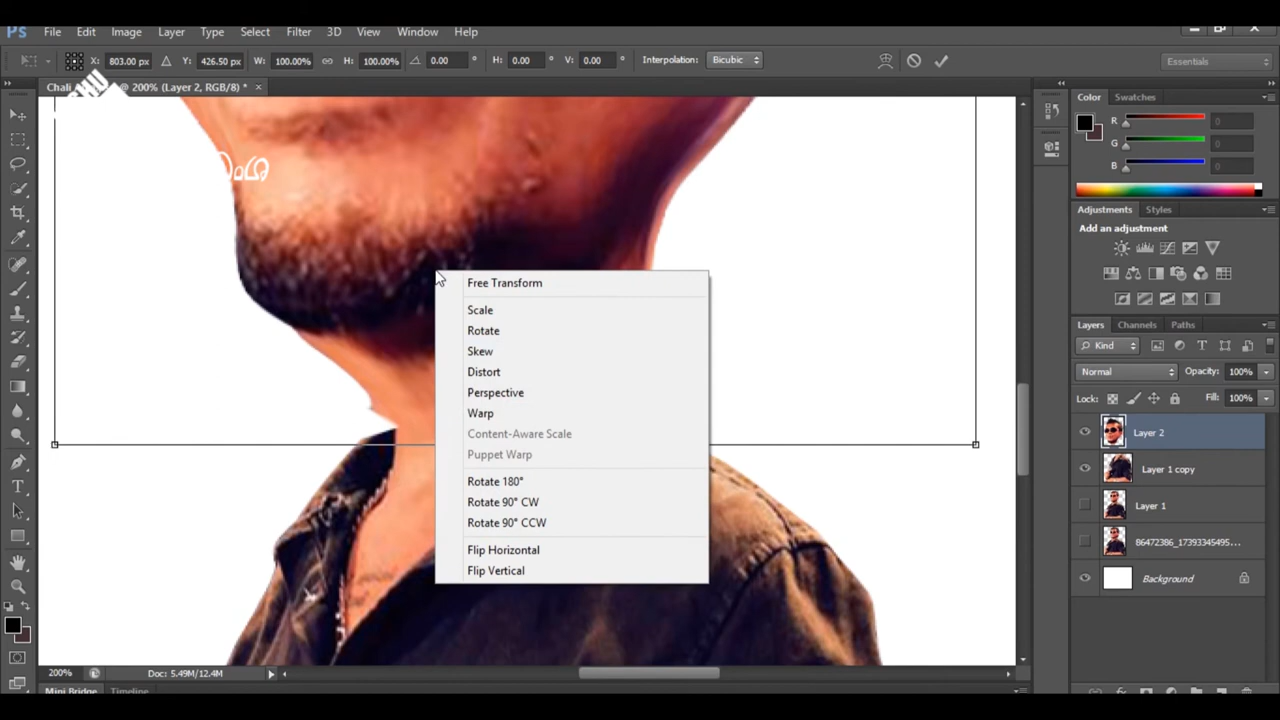 Ps File Edit Image Layer Type Select Filter 3D View Window Help
X: 803.00 px Y: 426.50 px W: 100.00% H: 100.00% 0.00 ° H: 0.00 ° V: 0.00 ° Interpolation: Bicubic Essentials
Chali @ 200% (Layer 2, RGB/8) * ×
Color Swatches
R 0
G 0
B 0
Adjustments Styles
Add an adjustment
Free Transform
Scale
Rotate
Skew
Distort
Perspective
Warp
Content-Aware Scale
Puppet Warp
Rotate 180°
Rotate 90° CW
Rotate 90° CCW
Flip Horizontal
Flip Vertical
Layers Channels Paths
Kind
Normal Opacity: 100%
Lock: Fill: 100%
Layer 2
Layer 1 copy
Layer 1
86472386_17393345495...
Background
200% Doc: 5.49M/12.4M
Mini Bridge Timeline